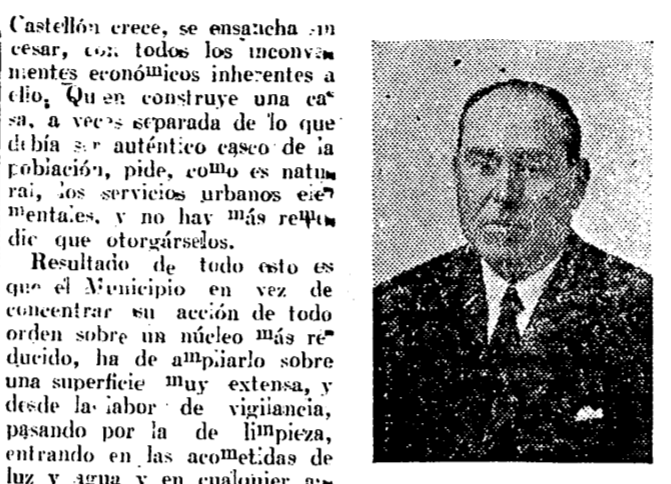 Castellón crece, se ensancha sin
cesar, con todos los inconve-
nientes económicos inherentes a
ello. Quien construye una ca-
sa, a veces separada de lo que
debía ser auténtico casco de la
población, pide, como es natu-
ral, los servicios urbanos ele-
mentales, y no hay más reme-
dio que otorgárselos.
Resultado de todo esto es
que el Municipio en vez de
concentrar su acción de todo
orden sobre un núcleo más re-
ducido, ha de ampliarlo sobre
una superficie muy extensa, y
desde la labor de vigilancia,
pasando por la de limpieza,
entrando en las acometidas de
luz y agua y en cualquier